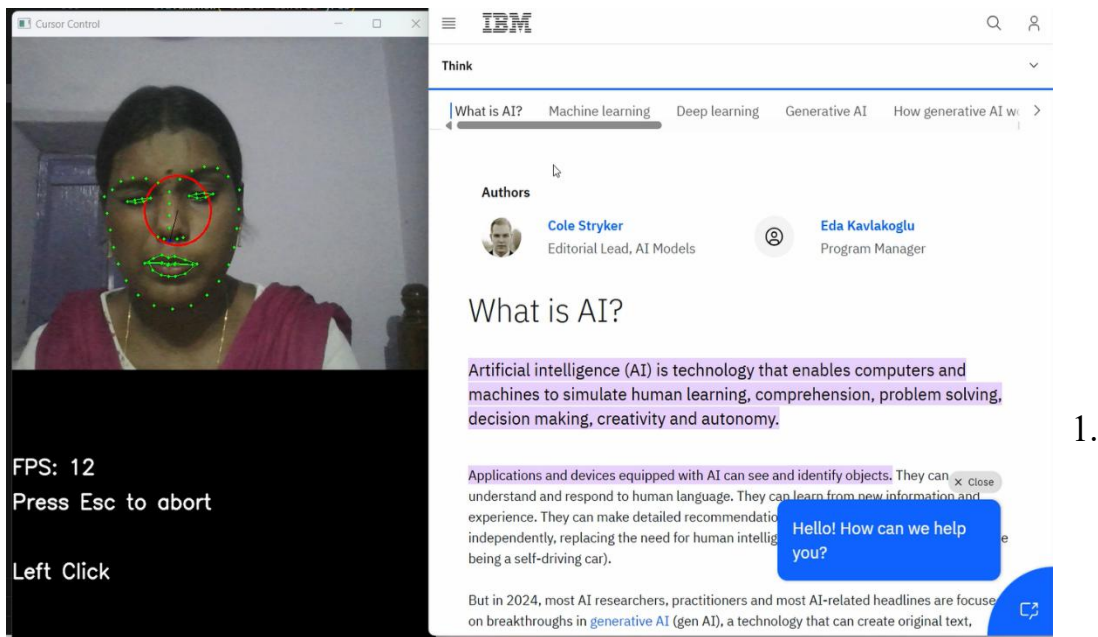 Cursor Control
FPS: 12
Press Esc to abort
Left Click
IBM
Think
What is AI? Machine learning Deep learning Generative AI How generative AI
Authors
Cole Stryker
Editorial Lead, AI Models
Eda Kavlakoglu
Program Manager
What is AI?
Artificial intelligence (AI) is technology that enables computers and
machines to simulate human learning, comprehension, problem solving,
decision making, creativity and autonomy.
Applications and devices equipped with AI can see and identify objects. They can
understand and respond to human language. They can learn from new information and
experience. They can make detailed
independently, replacing the need for human
being a self-driving car).
But in 2024, most AI researchers, practitioners and most AI-related headlines are
on breakthroughs in generative AI (gen AI), a technology that can create original text,
X Close
Hello! How can we help
you?
1.